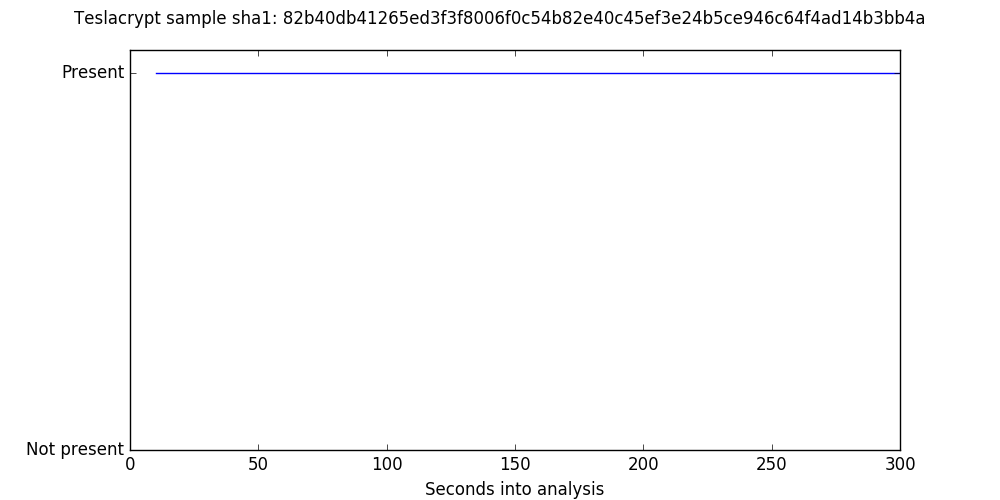 Teslacrypt sample sha1: 82b40db41265ed3f3f8006f0c54b82e40c45ef3e24b5ce946c64f4ad14b3bb4a
Present
Not present
0 50 100 150 200 250 300
Seconds into analysis